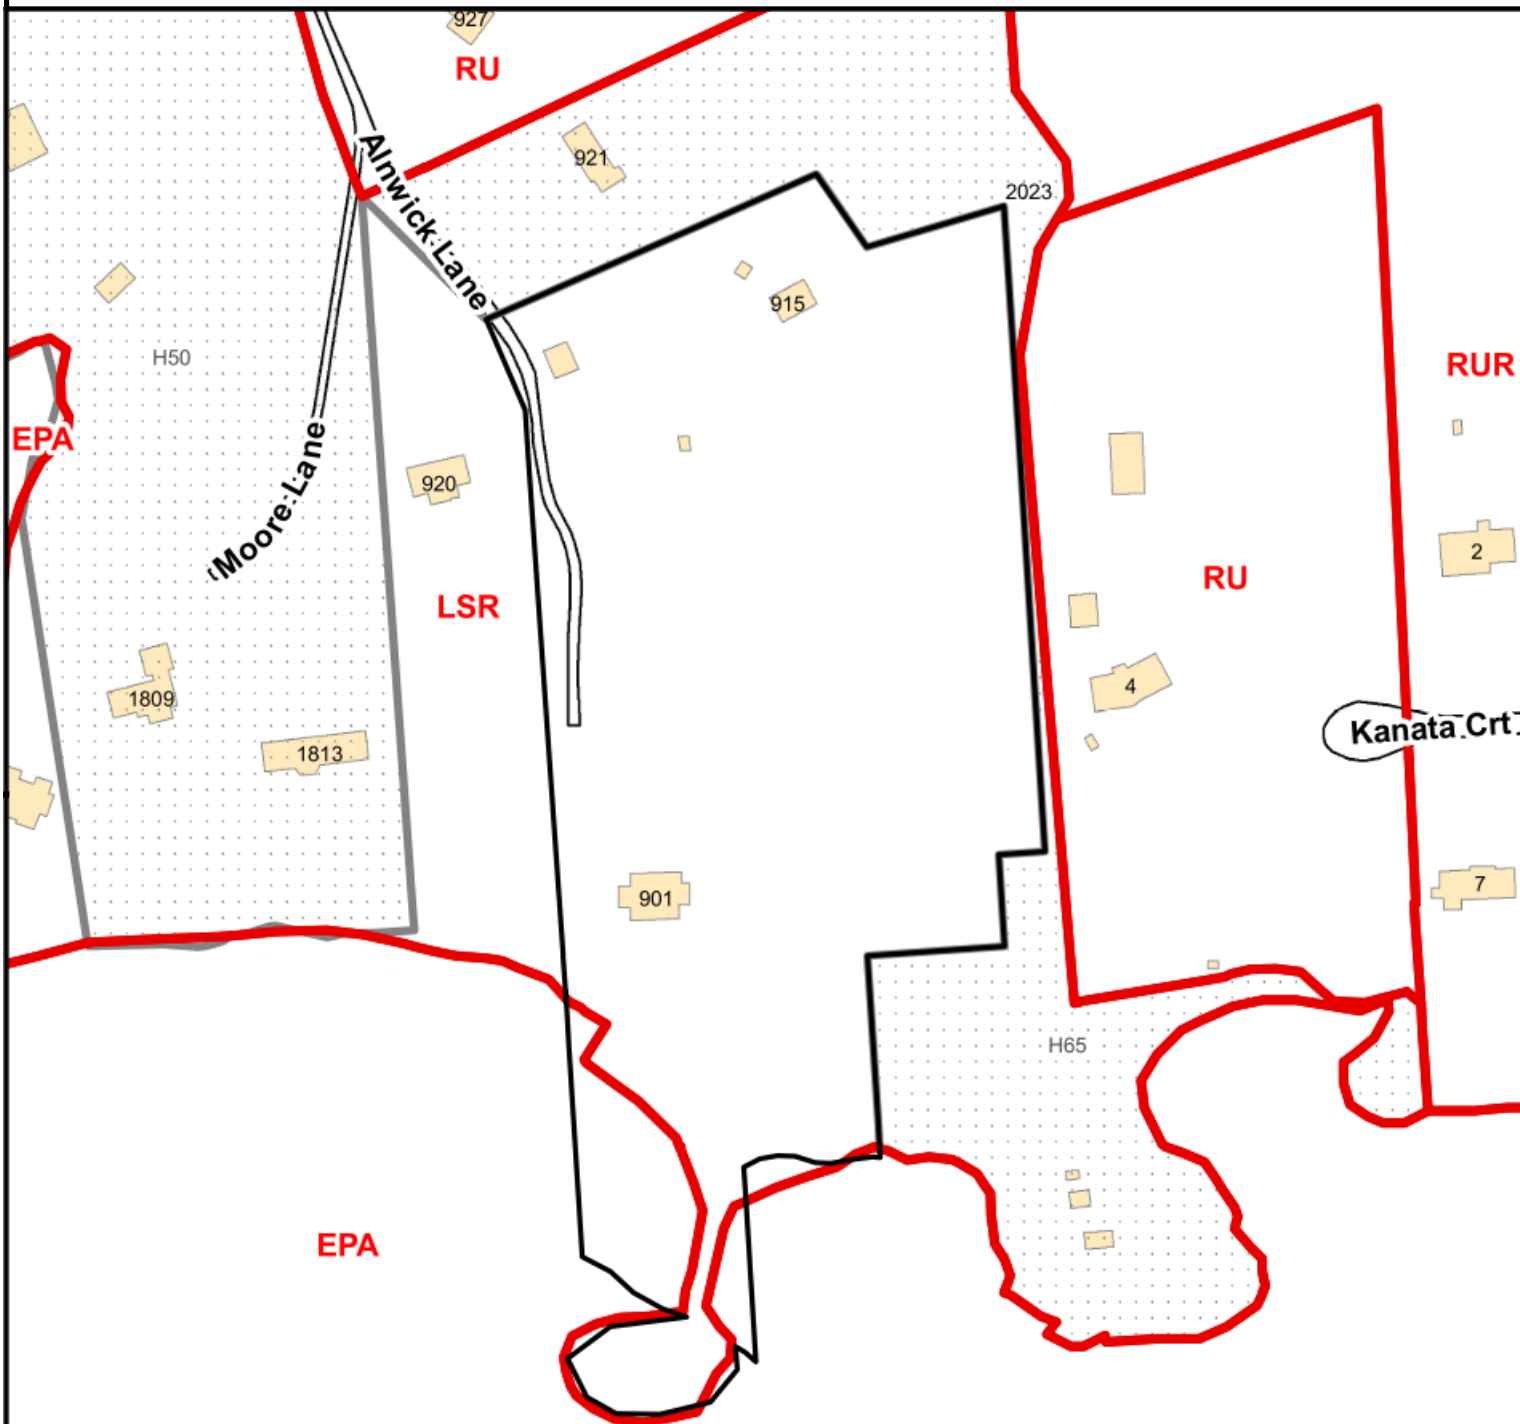 927
RU
Alnwick Lane
921
2023
915
H50
RUR
EPA
920
Moore Lane
2
RU
LSR
4
1809
Kanata Crt
1813
7
901
H65
EPA